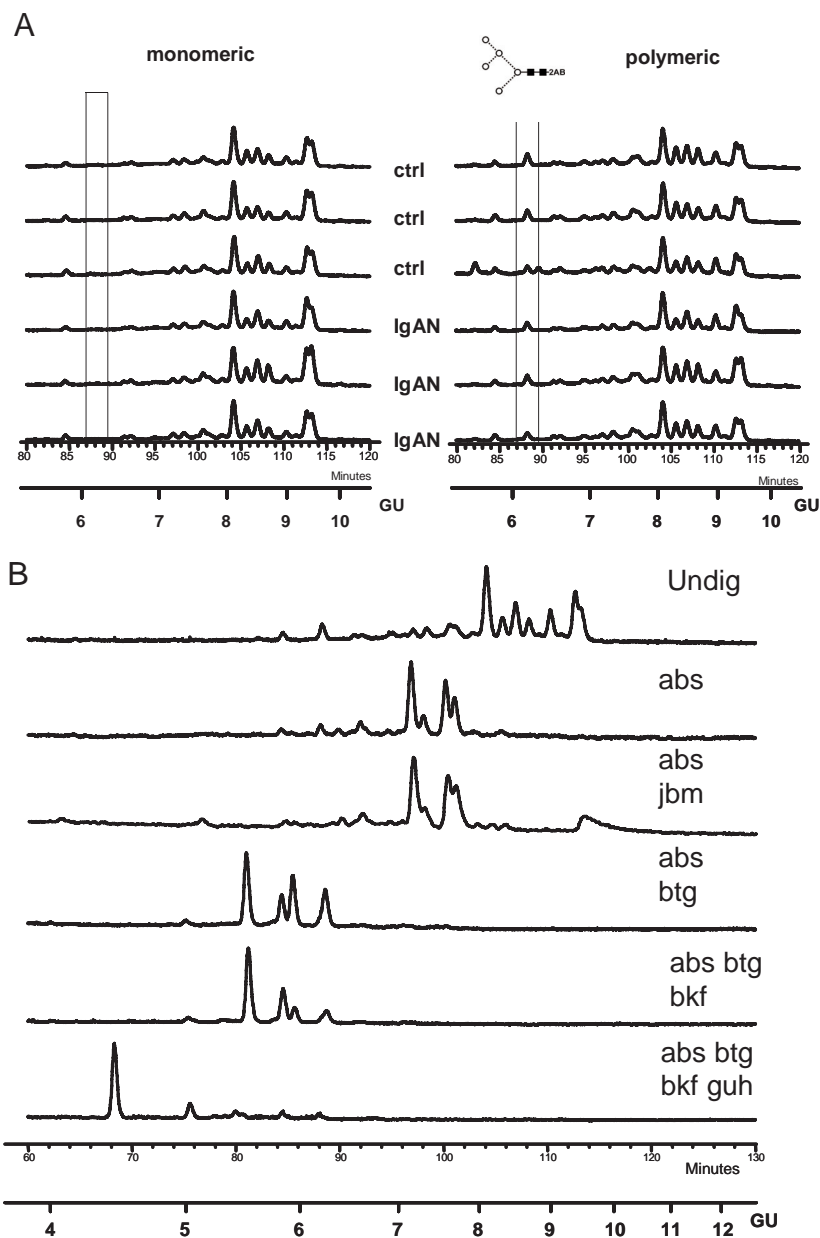 A
monomeric
polymeric
2AB
ctrl
ctrl
ctrl
IgAN
IgAN
IgAN
80 85 90 95 100 105 110 115 120
Minutes
GU
6 7 8 9 10
80 85 90 95 100 105 110 115 120
Minutes
GU
6 7 8 9 10
B
Undig
abs
abs
jbm
abs
btg
abs btg
bkf
abs btg
bkf guh
60 70 80 90 100 110 120 130
Minutes
GU
4 5 6 7 8 9 10 11 12